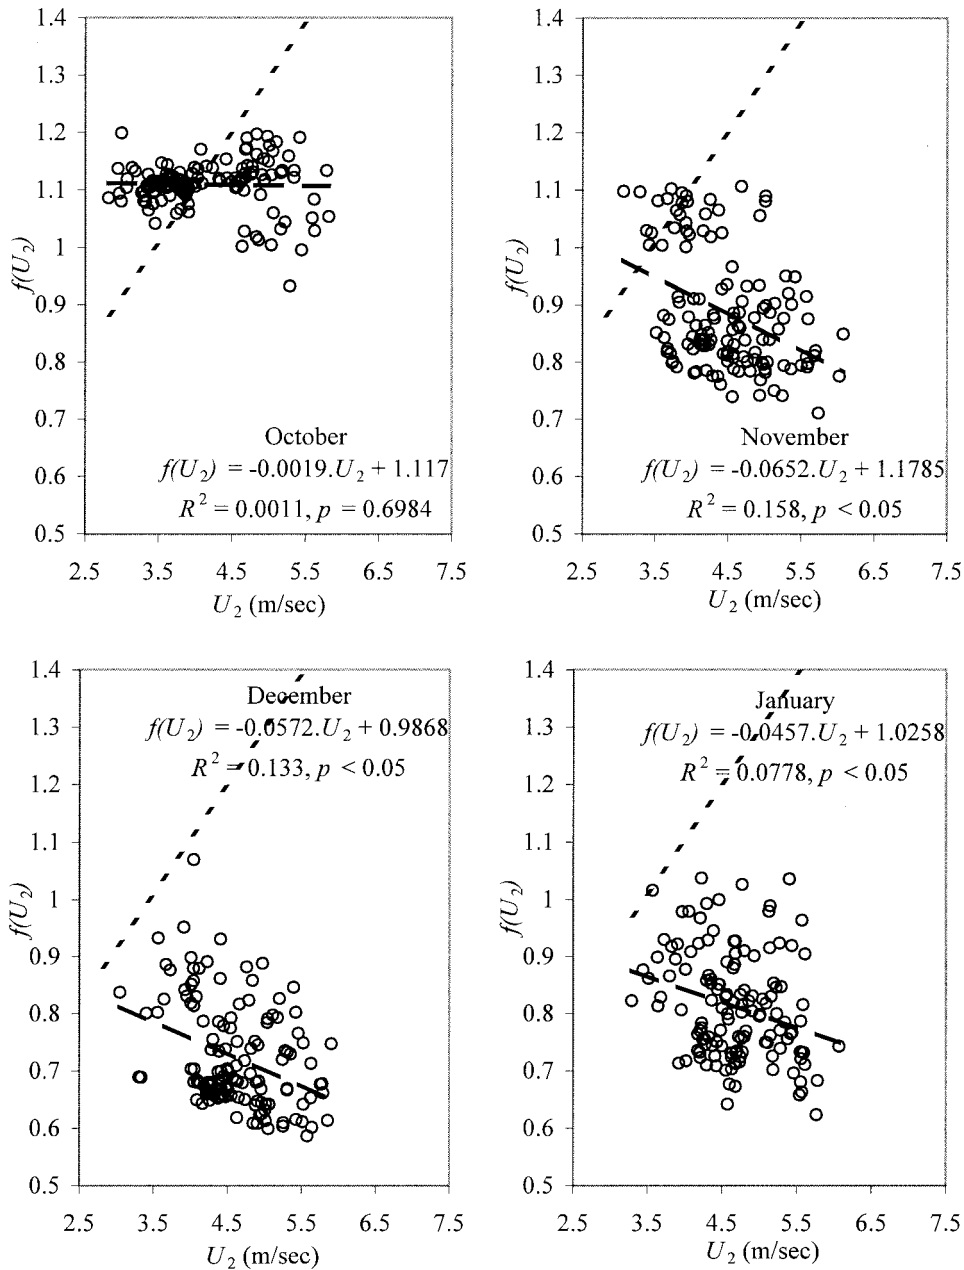 1.4
1.3
1.2
1.1
1
0.9
0.8
0.7
0.6
0.5
f(U2)
October
f(U2) = -0.0019.U2 + 1.117
R2 = 0.0011, p = 0.6984
2.5 3.5 4.5 5.5 6.5 7.5
U2 (m/sec)
1.4
1.3
1.2
1.1
1
0.9
0.8
0.7
0.6
0.5
f(U2)
November
f(U2) = -0.0652.U2 + 1.1785
R2 = 0.158, p < 0.05
2.5 3.5 4.5 5.5 6.5 7.5
U2 (m/sec)
1.4
1.3
1.2
1.1
1
0.9
0.8
0.7
0.6
0.5
f(U2)
December
f(U2) = -0.0572.U2 + 0.9868
R2 = 0.133, p < 0.05
2.5 3.5 4.5 5.5 6.5 7.5
U2 (m/sec)
1.4
1.3
1.2
1.1
1
0.9
0.8
0.7
0.6
0.5
f(U2)
January
f(U2) = -0.0457.U2 + 1.0258
R2 = 0.0778, p < 0.05
2.5 3.5 4.5 5.5 6.5 7.5
U2 (m/sec)